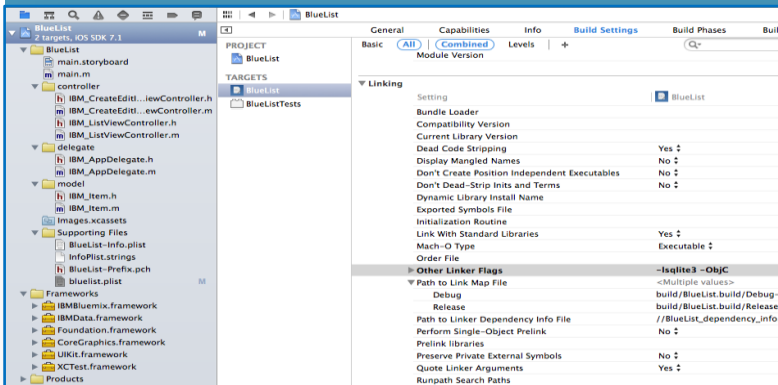 BlueList
BlueList
2 targets, iOS SDK 7.1
M
BlueList
main.storyboard
main.m
controller
IBM_CreateEditI...iewController.h
IBM_CreateEditI...ewController.m
IBM_ListViewController.h
IBM_ListViewController.m
delegate
IBM_AppDelegate.h
IBM_AppDelegate.m
model
IBM_Item.h
IBM_Item.m
Images.xcassets
Supporting Files
BlueList-Info.plist
InfoPlist.strings
BlueList-Prefix.pch
bluelist.plist M
Frameworks
IBMBluemix.framework
IBMData.framework
Foundation.framework
CoreGraphics.framework
UIKit.framework
XCTest.framework
Products
PROJECT
BlueList
TARGETS
BlueList
BlueListTests
General Capabilities Info Build Settings Build Phases Buil
Basic All Combined Levels +
Module Version
Linking
Setting BlueList
Bundle Loader
Compatibility Version
Current Library Version
Dead Code Stripping Yes
Display Mangled Names No
Don't Create Position Independent Executables No
Don't Dead-Strip Inits and Terms No
Dynamic Library Install Name
Exported Symbols File
Initialization Routine
Link With Standard Libraries Yes
Mach-O Type Executable
Order File
Other Linker Flags -lsqlite3 -ObjC
Path to Link Map File <Multiple values>
Debug build/BlueList.build/Debug-
Release build/BlueList.build/Release
Path to Linker Dependency Info File //BlueList_dependency_info
Perform Single-Object Prelink No
Prelink libraries
Preserve Private External Symbols No
Quote Linker Arguments Yes
Runpath Search Paths